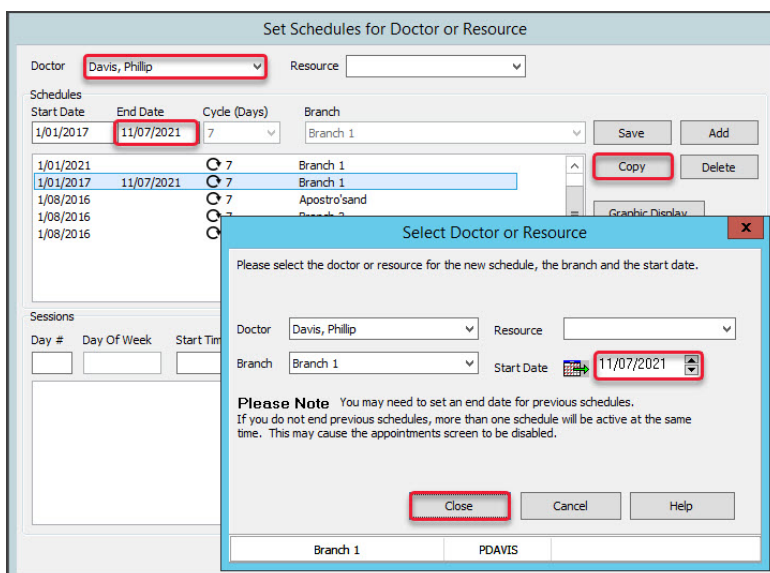 Set Schedules for Doctor or Resource
Doctor Davis, Phillip Resource
Schedules
Start Date End Date Cycle (Days) Branch
1/01/2017 11/07/2021 7 Branch 1 Save Add
1/01/2021 7 Branch 1 Copy Delete
1/01/2017 11/07/2021 7 Branch 1
1/08/2016 7 Apostro'sand
1/08/2016
1/08/2016
Graphic Display
Sessions
Day # Day Of Week Start Tim
Select Doctor or Resource
x
Please select the doctor or resource for the new schedule, the branch and the start date.
Doctor Davis, Phillip Resource
Branch Branch 1 Start Date 11/07/2021
Please Note You may need to set an end date for previous schedules.
If you do not end previous schedules, more than one schedule will be active at the same
time. This may cause the appointments screen to be disabled.
Close Cancel Help
Branch 1 PDAVIS